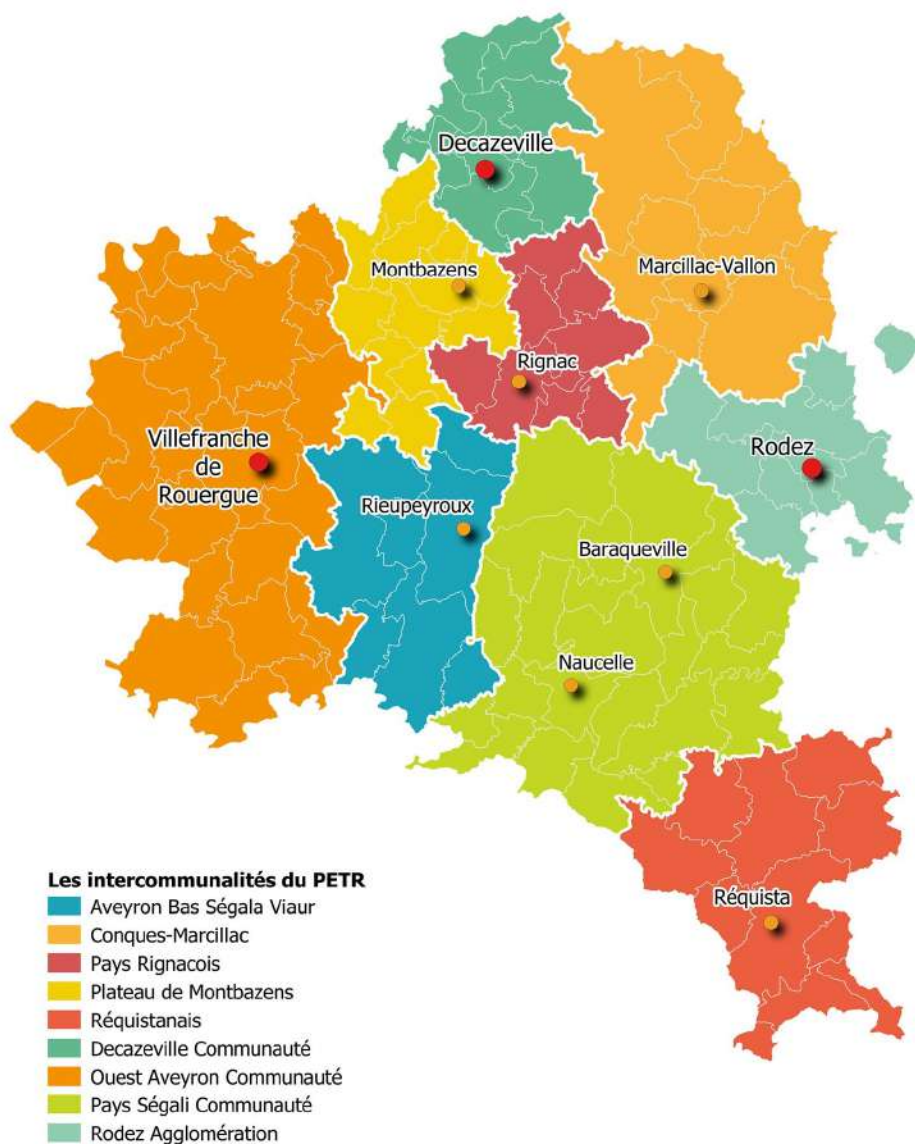 Decazeville
Montbazens
Marcillac-Vallon
Rignac
Villefranche
de
Rouergue
Rodez
Rieupeyroux
Baraqueville
Naucelle
Réquista
Les intercommunalités du PETR
Aveyron Bas Ségala Viaur
Conques-Marcillac
Pays Rignacois
Plateau de Montbazens
Réquistanais
Decazeville Communauté
Ouest Aveyron Communauté
Pays Ségali Communauté
Rodez Agglomération